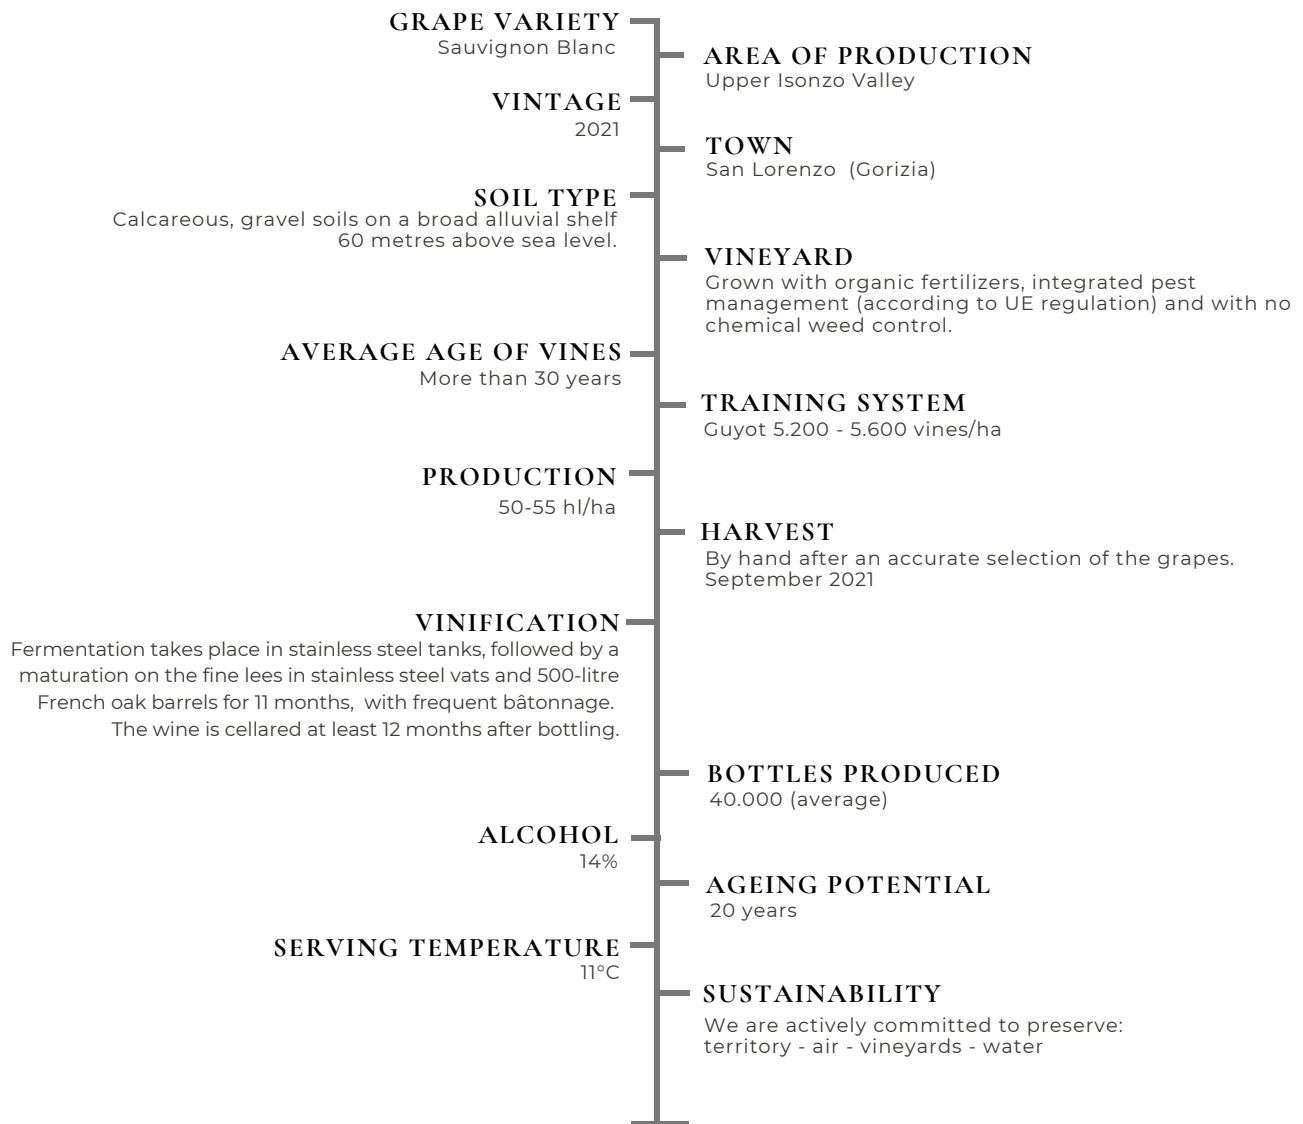 GRAPE VARIETY
Sauvignon Blanc
AREA OF PRODUCTION
Upper Isonzo Valley
VINTAGE
2021
TOWN
San Lorenzo (Gorizia)
SOIL TYPE
Calcareous, gravel soils on a broad alluvial shelf
60 metres above sea level.
VINEYARD
Grown with organic fertilizers, integrated pest
management (according to UE regulation) and with no
chemical weed control.
AVERAGE AGE OF VINES
More than 30 years
TRAINING SYSTEM
Guyot 5.200 - 5.600 vines/ha
PRODUCTION
50-55 hl/ha
HARVEST
By hand after an accurate selection of the grapes.
September 2021
VINIFICATION
Fermentation takes place in stainless steel tanks, followed by a
maturation on the fine lees in stainless steel vats and 500-litre
French oak barrels for 11 months, with frequent bâtonnage.
The wine is cellared at least 12 months after bottling.
BOTTLES PRODUCED
40.000 (average)
ALCOHOL
14%
AGEING POTENTIAL
20 years
SERVING TEMPERATURE
11°C
SUSTAINABILITY
We are actively committed to preserve:
territory - air - vineyards - water